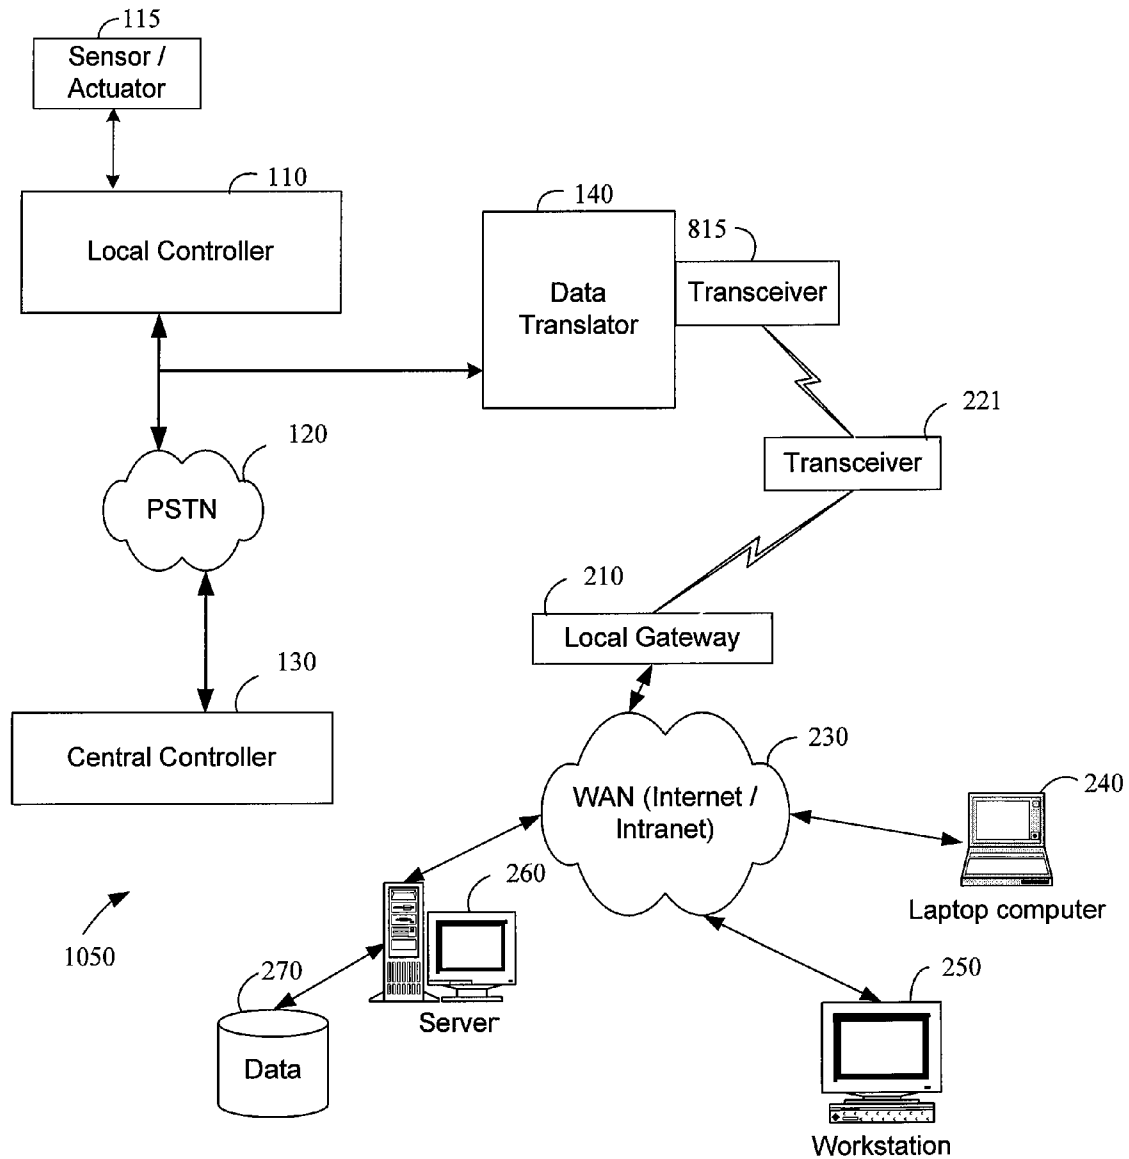 115
Sensor /
Actuator
110
Local Controller
140
Data
Translator
815
Transceiver
221
Transceiver
120
PSTN
210
Local Gateway
130
Central Controller
230
WAN (Internet /
Intranet)
240
Laptop computer
260
Server
1050
270
Data
250
Workstation